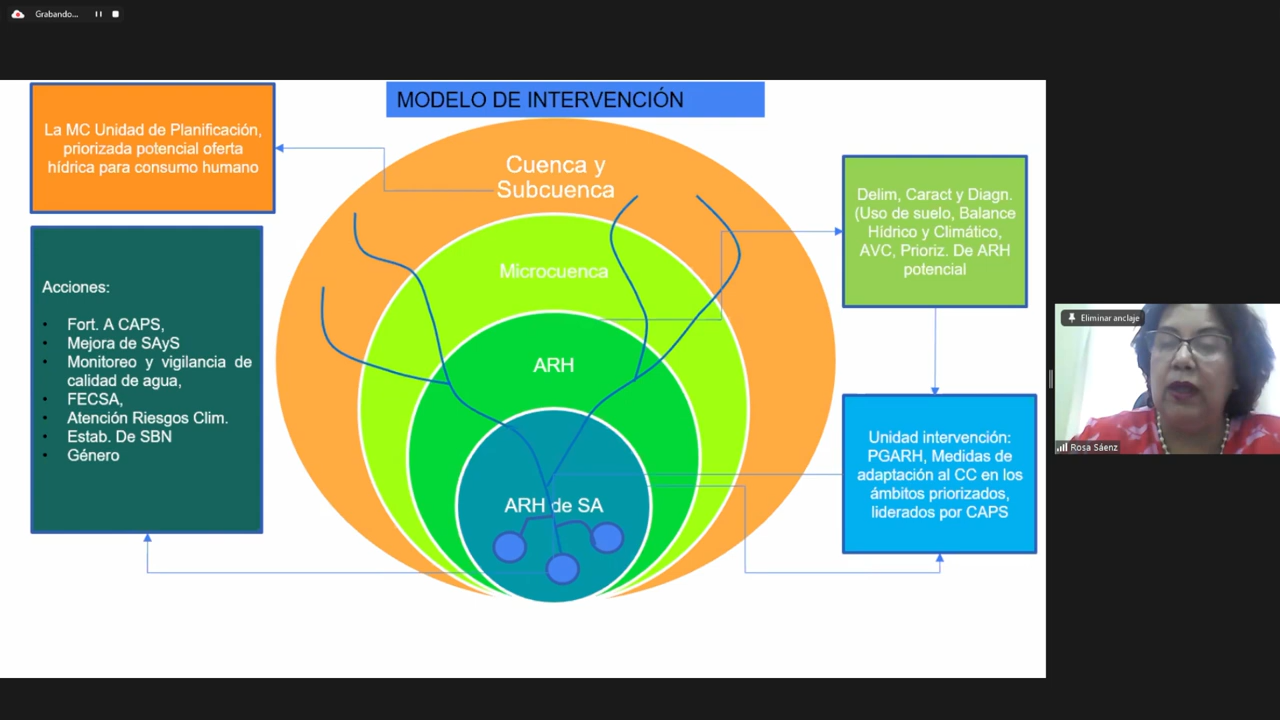 Grabando...
MODELO DE INTERVENCIÓN
La MC Unidad de Planificación,
priorizada potencial oferta
hídrica para consumo humano
Acciones:
• Fort. A CAPS,
• Mejora de SAyS
• Monitoreo y vigilancia de
calidad de agua,
• FECSA,
• Atención Riesgos Clim.
• Estab. De SBN
• Género
Cuenca y
Subcuenca
Microcuenca
ARH
ARH de SA
Delim, Caract y Diagn.
(Uso de suelo, Balance
Hídrico y Climático,
AVC, Prioriz. De ARH
potencial
Unidad intervención:
PGARH, Medidas de
adaptación al CC en los
ámbitos priorizados,
liderados por CAPS
Eliminar anclaje
Rosa Sáenz